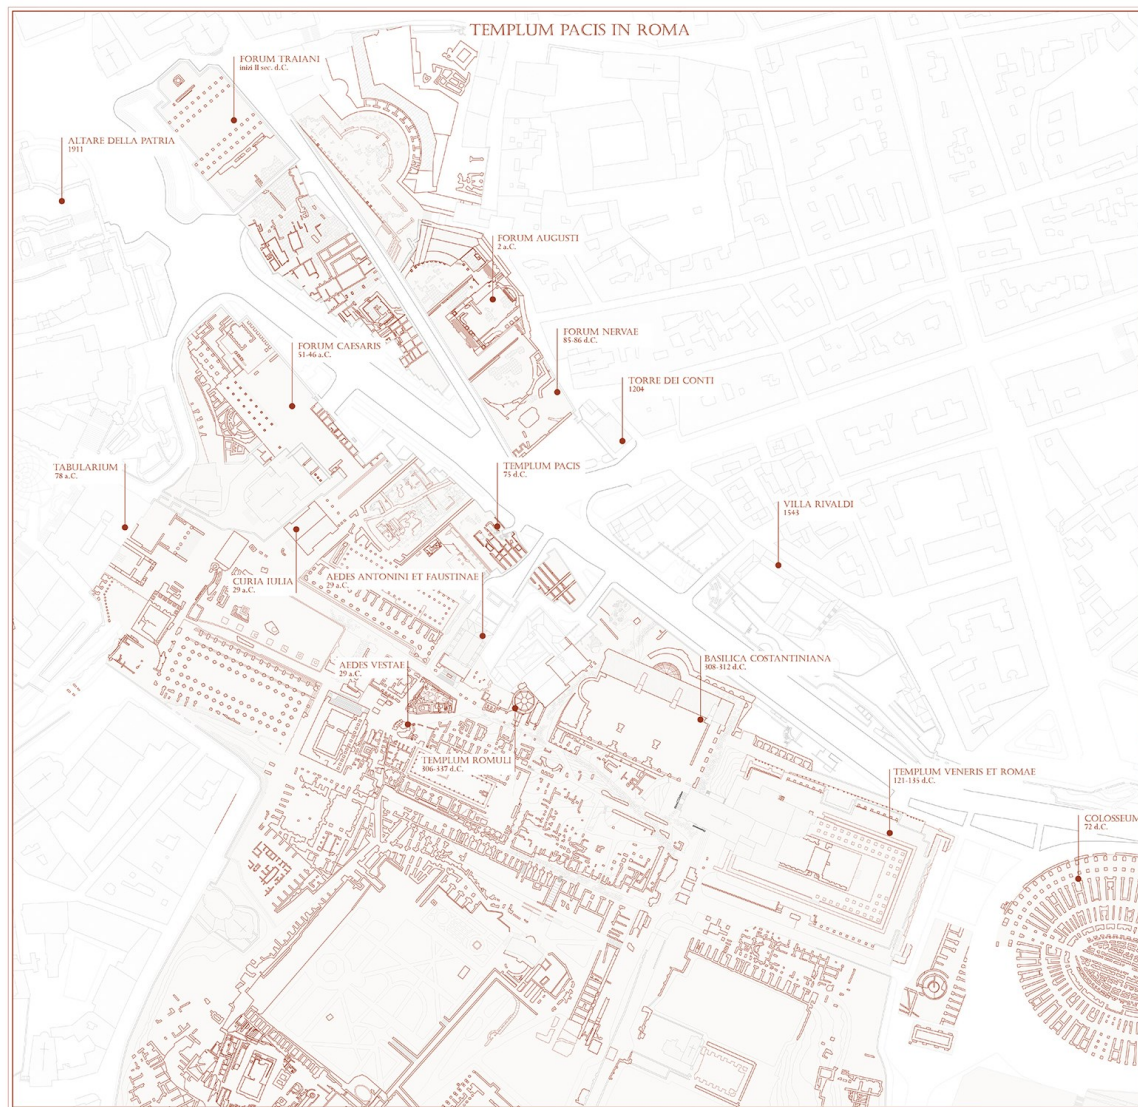 TEMPLUM PACIS IN ROMA
FORUM TRAIANI
inizi II sec. d.C.
ALTARE DELLA PATRIA
1911
FORUM AUGUSTI
2 a.C.
FORUM NERVAE
85-86 d.C.
FORUM CAESARIS
51-46 a.C.
TORRE DEI CONTI
1204
TABULARIUM
78 a.C.
TEMPLUM PACIS
75 d.C.
VILLA RIVALDI
1543
CURIA IULIA
29 a.C.
AEDES ANTONINI ET FAUSTINAE
29 a.C.
AEDES VESTAE
29 a.C.
BASILICA COSTANTINIANA
308-312 d.C.
TEMPLUM ROMULI
306-337 d.C.
TEMPLUM VENERIS ET ROMAE
121-135 d.C.
COLOSSEUM
72 d.C.